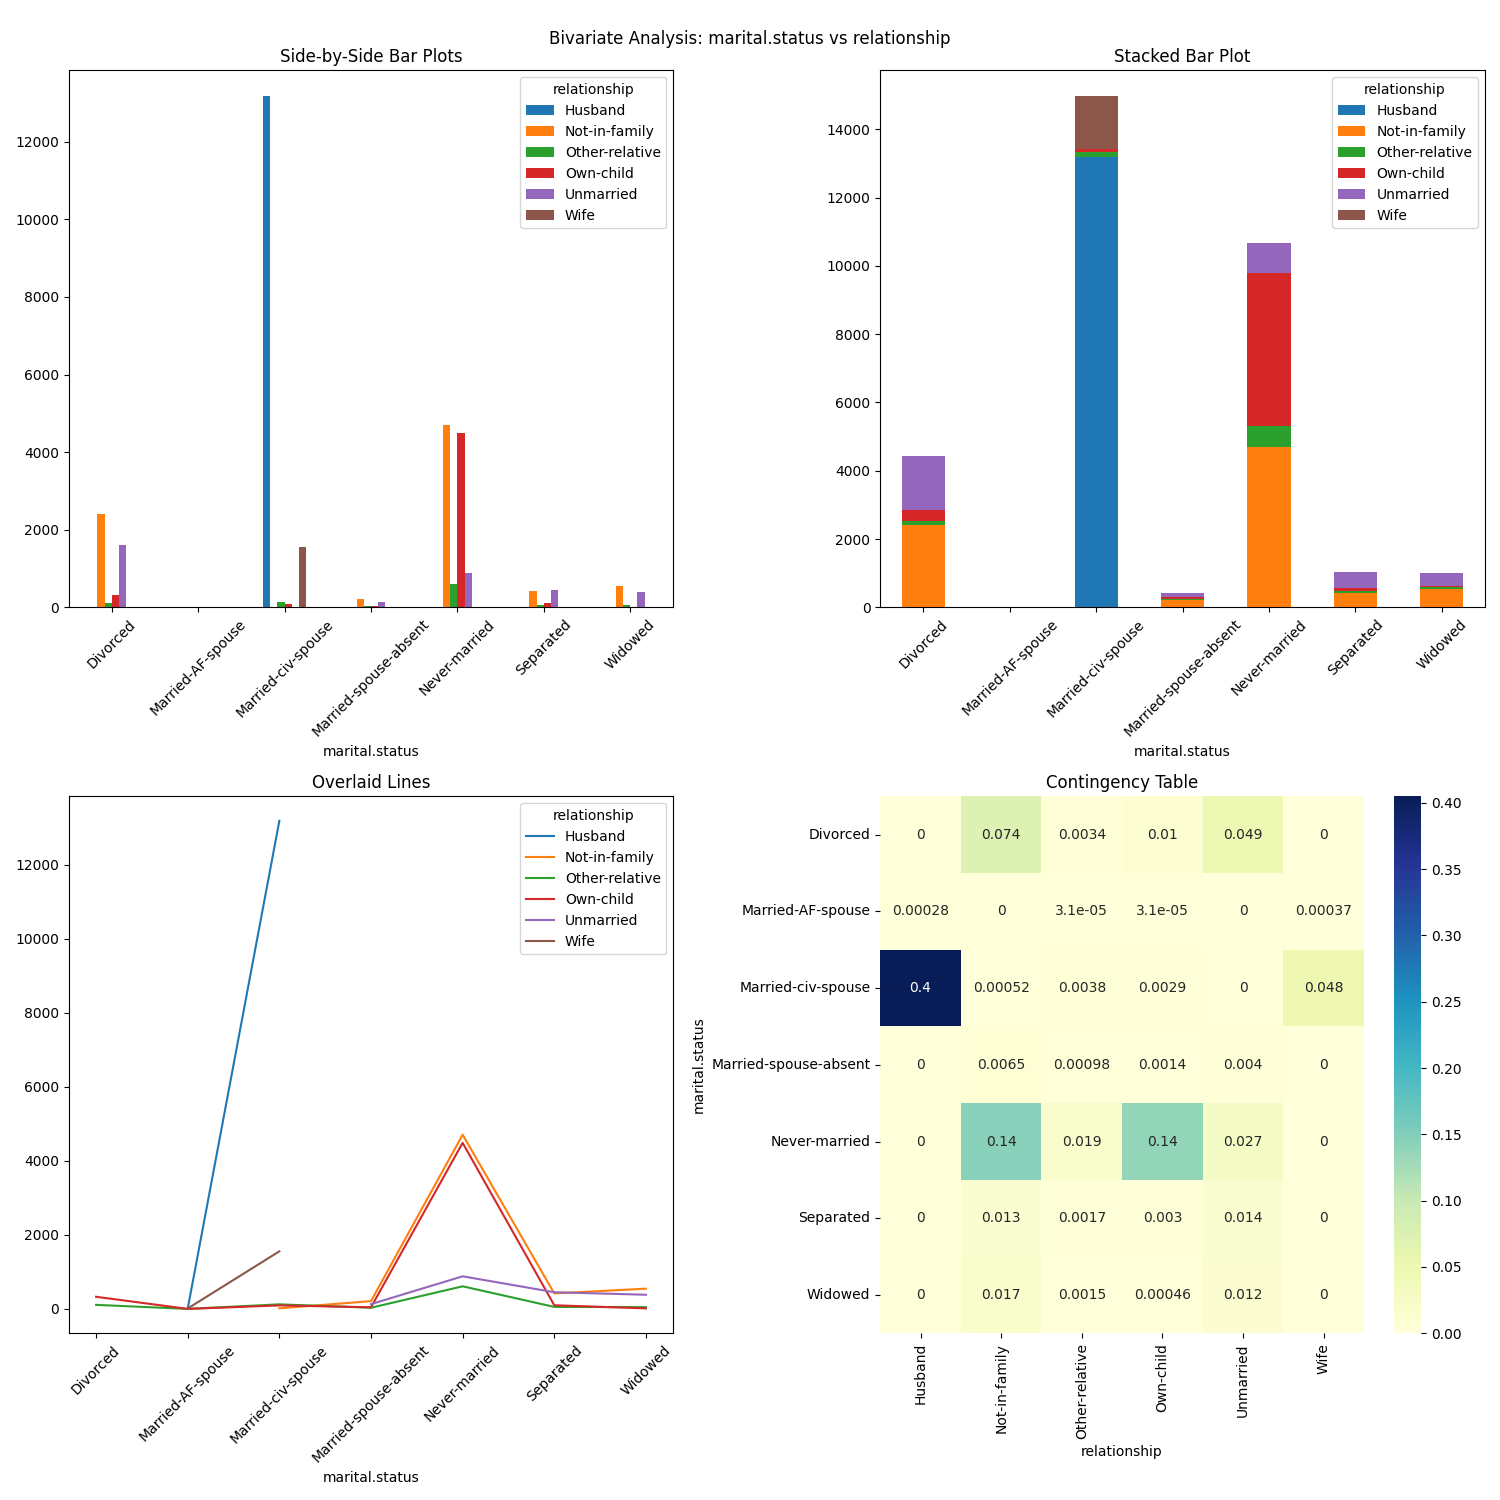 Bivariate Analysis: marital.status vs relationship
Side-by-Side Bar Plots
relationship
Husband
Not-in-family
Other-relative
Own-child
Unmarried
Wife
12000
10000
8000
6000
4000
2000
0
Divorced
Married-AF-spouse
Married-civ-spouse
Married-spouse-absent
Never-married
Separated
Widowed
marital.status
Stacked Bar Plot
relationship
Husband
Not-in-family
Other-relative
Own-child
Unmarried
Wife
14000
12000
10000
8000
6000
4000
2000
0
Divorced
Married-AF-spouse
Married-civ-spouse
Married-spouse-absent
Never-married
Separated
Widowed
marital.status
Overlaid Lines
relationship
Husband
Not-in-family
Other-relative
Own-child
Unmarried
Wife
12000
10000
8000
6000
4000
2000
0
Divorced
Married-AF-spouse
Married-civ-spouse
Married-spouse-absent
Never-married
Separated
Widowed
marital.status
Contingency Table
marital.status
Divorced 0 0.074 0.0034 0.01 0.049 0
Married-AF-spouse 0.00028 0 3.1e-05 3.1e-05 0 0.00037
Married-civ-spouse 0.4 0.00052 0.0038 0.0029 0 0.048
Married-spouse-absent 0 0.0065 0.00098 0.0014 0.004 0
Never-married 0 0.14 0.019 0.14 0.027 0
Separated 0 0.013 0.0017 0.003 0.014 0
Widowed 0 0.017 0.0015 0.00046 0.012 0
Husband
Not-in-family
Other-relative
Own-child
Unmarried
Wife
relationship
0.40
0.35
0.30
0.25
0.20
0.15
0.10
0.05
0.00